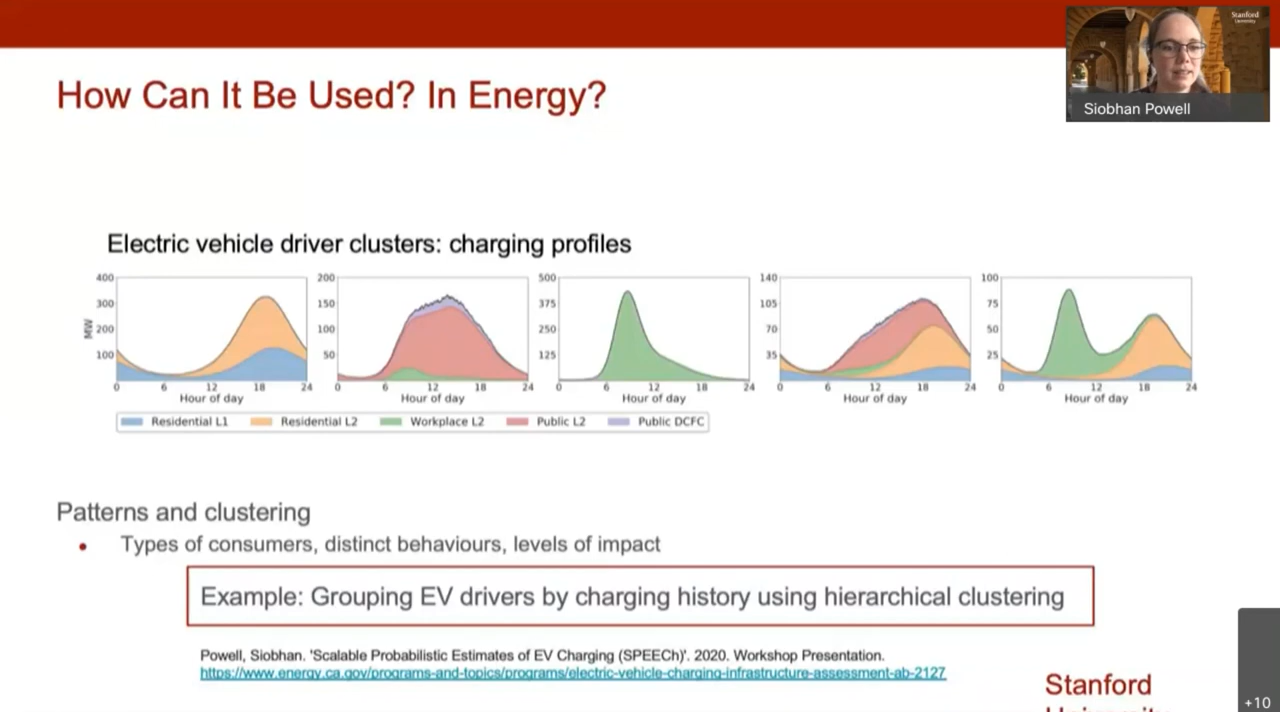 Stanford
University
How Can It Be Used? In Energy?
Siobhan Powell
Electric vehicle driver clusters: charging profiles
400
300
200
100
MW
0 6 12 18 24
Hour of day
200
150
100
50
0 6 12 18 24
Hour of day
500
375
250
125
0 6 12 18 24
Hour of day
140
105
70
35
0 6 12 18 24
Hour of day
100
75
50
25
0 6 12 18 24
Hour of day
Residential L1 Residential L2 Workplace L2 Public L2 Public DCFC
Patterns and clustering
• Types of consumers, distinct behaviours, levels of impact
Example: Grouping EV drivers by charging history using hierarchical clustering
Powell, Siobhan. 'Scalable Probabilistic Estimates of EV Charging (SPEECh)'. 2020. Workshop Presentation.
https://www.energy.ca.gov/programs-and-topics/programs/electric-vehicle-charging-infrastructure-assessment-ab-2127
Stanford
University
+10